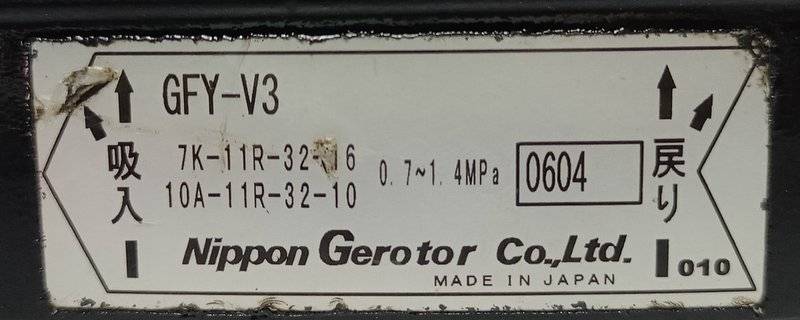 GFY-V3
吸入
7K-11R-32-16
10A-11R-32-10
0.7~1.4MPa
0604
戻り
Nippon Gerotor Co.,Ltd.
MADE IN JAPAN
010